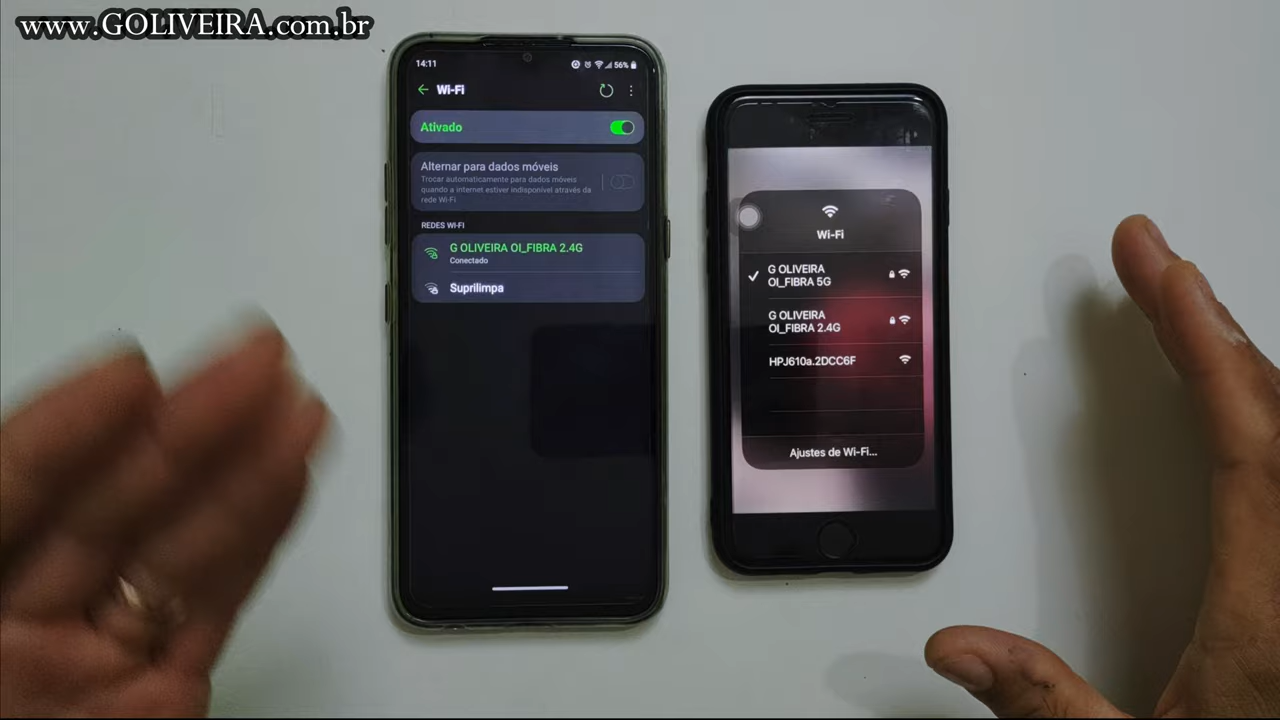 www.GOLIVEIRA.com.br
14:11
56%
Wi-Fi
Ativado
Alternar para dados móveis
Trocar automaticamente para dados móveis
quando a internet estiver indisponível através da
rede Wi-Fi
REDES WI-FI
G OLIVEIRA OI_FIBRA 2.4G
Conectado
Suprilimpa
Wi-Fi
G OLIVEIRA
OI_FIBRA 5G
G OLIVEIRA
OI_FIBRA 2.4G
HPJ610a.2DCC6F
Ajustes de Wi-Fi...